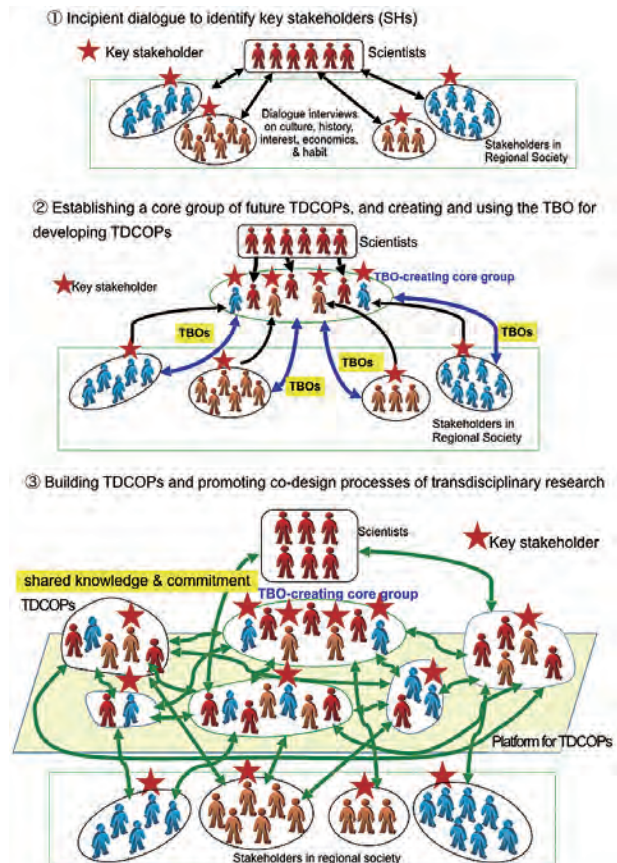 ① Incipient dialogue to identify key stakeholders (SHs)
Key stakeholder
Scientists
Dialogue interviews
on culture, history,
interest, economics,
& habit
Stakeholders in
Regional Society
② Establishing a core group of future TDCOPs, and creating and using the TBO for
developing TDCOPs
Scientists
TBO-creating core group
Key stakeholder
TBOs
TBOs
TBOs
TBOs
Stakeholders in
Regional Society
③ Building TDCOPs and promoting co-design processes of transdisciplinary research
Scientists
Key stakeholder
shared knowledge & commitment
TBO-creating core group
TDCOPs
Platform for TDCOPs
Stakeholders in regional society